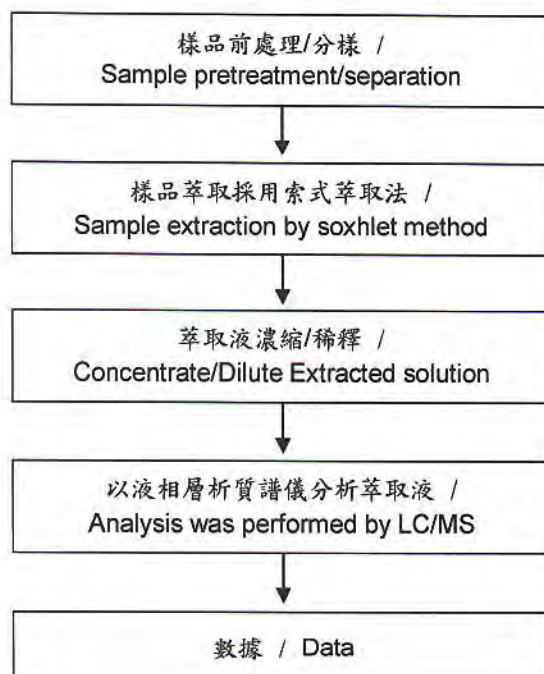 樣品前處理/分樣 /
Sample pretreatment/separation
樣品萃取採用索式萃取法 /
Sample extraction by soxhlet method
萃取液濃縮/稀釋 /
Concentrate/Dilute Extracted solution
以液相層析質譜儀分析萃取液 /
Analysis was performed by LC/MS
數據 / Data